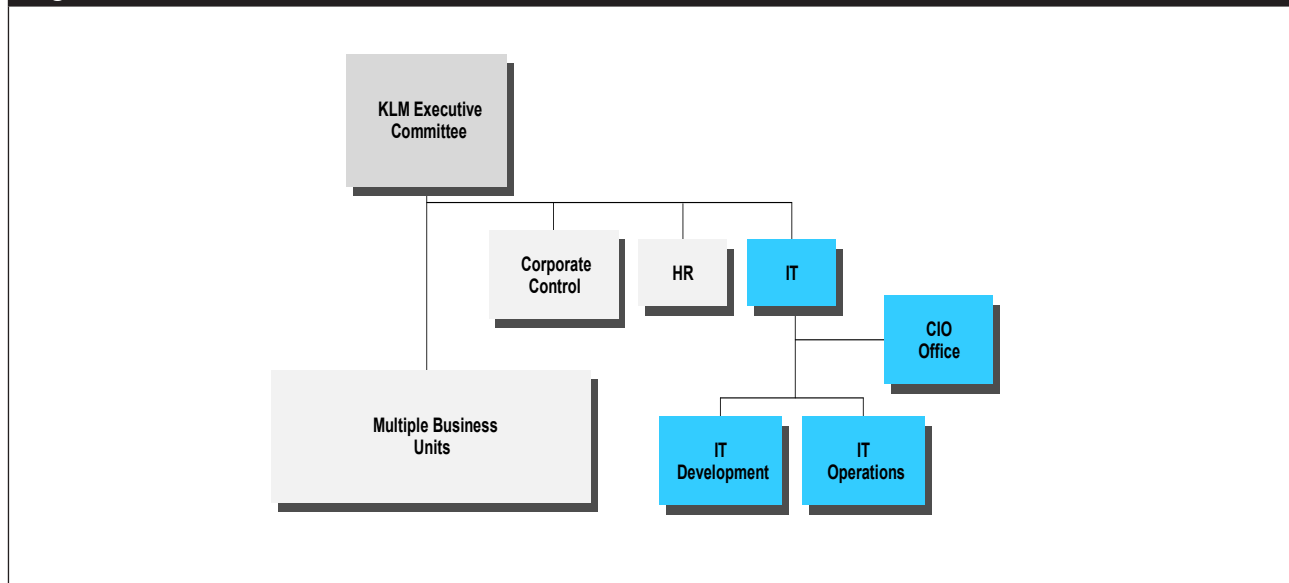 KLM Executive
Committee
Corporate
Control
HR
IT
CIO
Office
Multiple Business
Units
IT
Development
IT
Operations